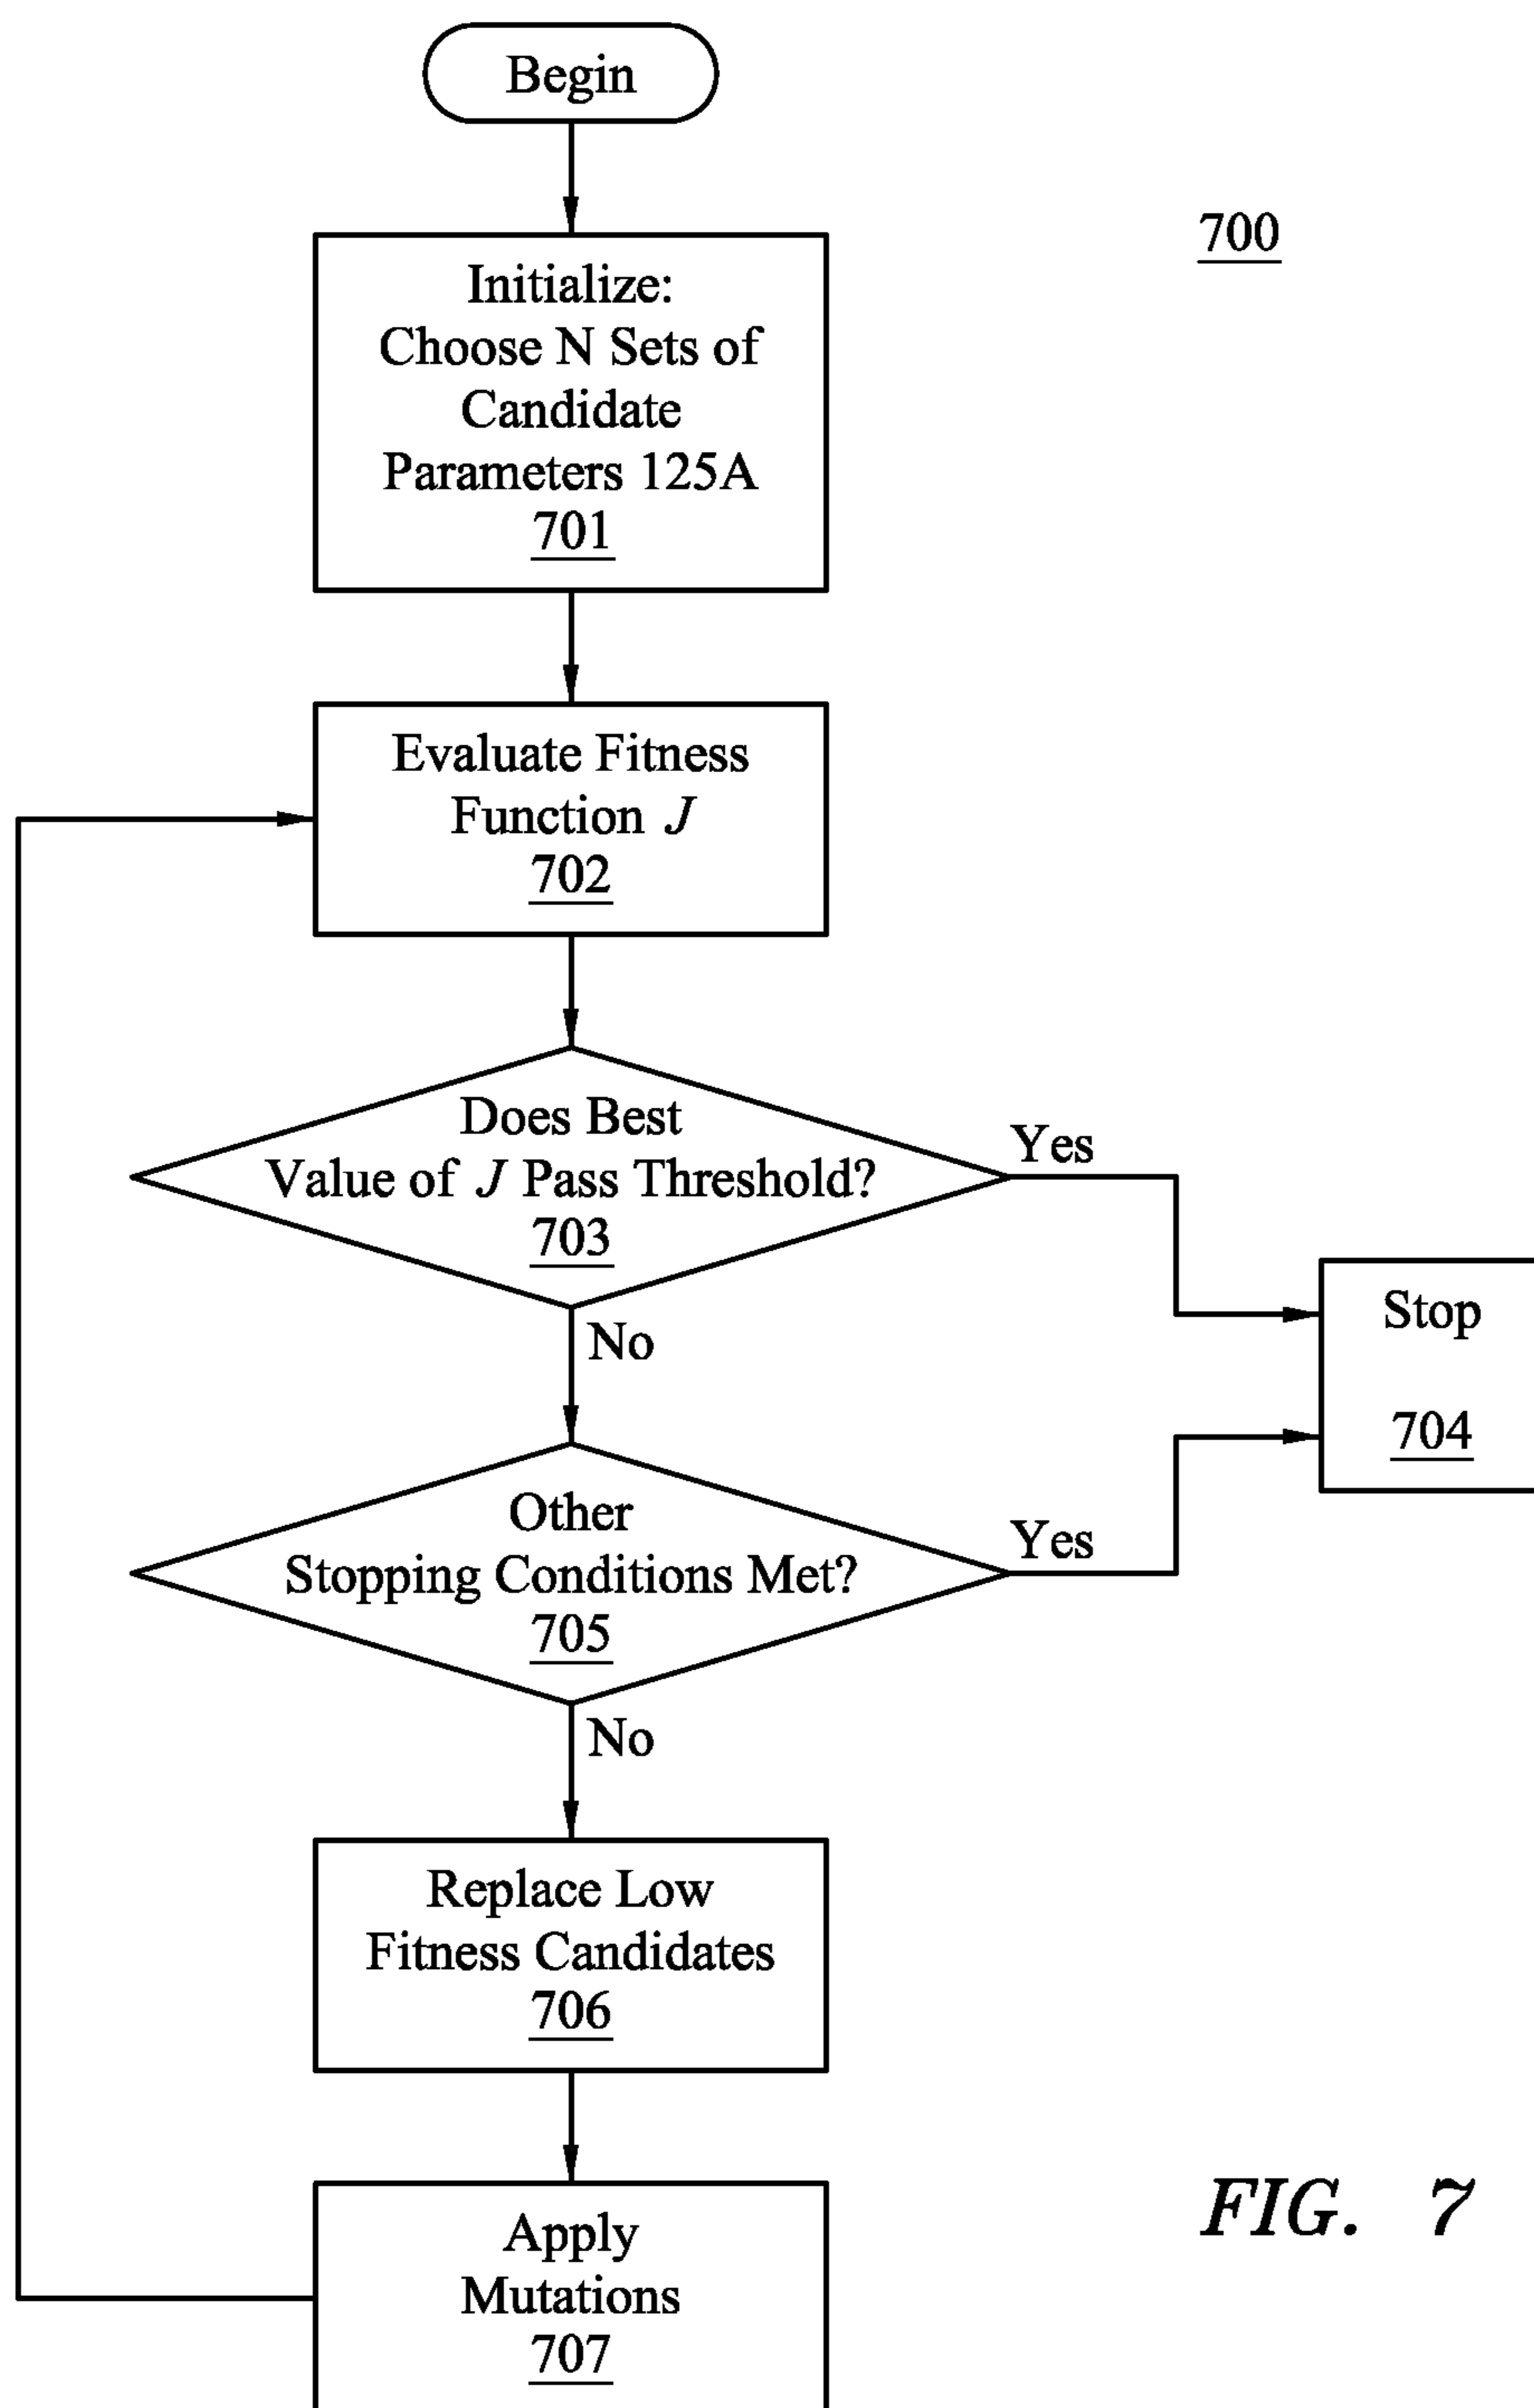 Begin
700
Initialize:
Choose N Sets of
Candidate
Parameters 125A
701
Evaluate Fitness
Function J
702
Does Best
Value of J Pass Threshold?
703
Yes
No
Stop
704
Other
Stopping Conditions Met?
705
Yes
No
Replace Low
Fitness Candidates
706
Apply
Mutations
707
FIG. 7